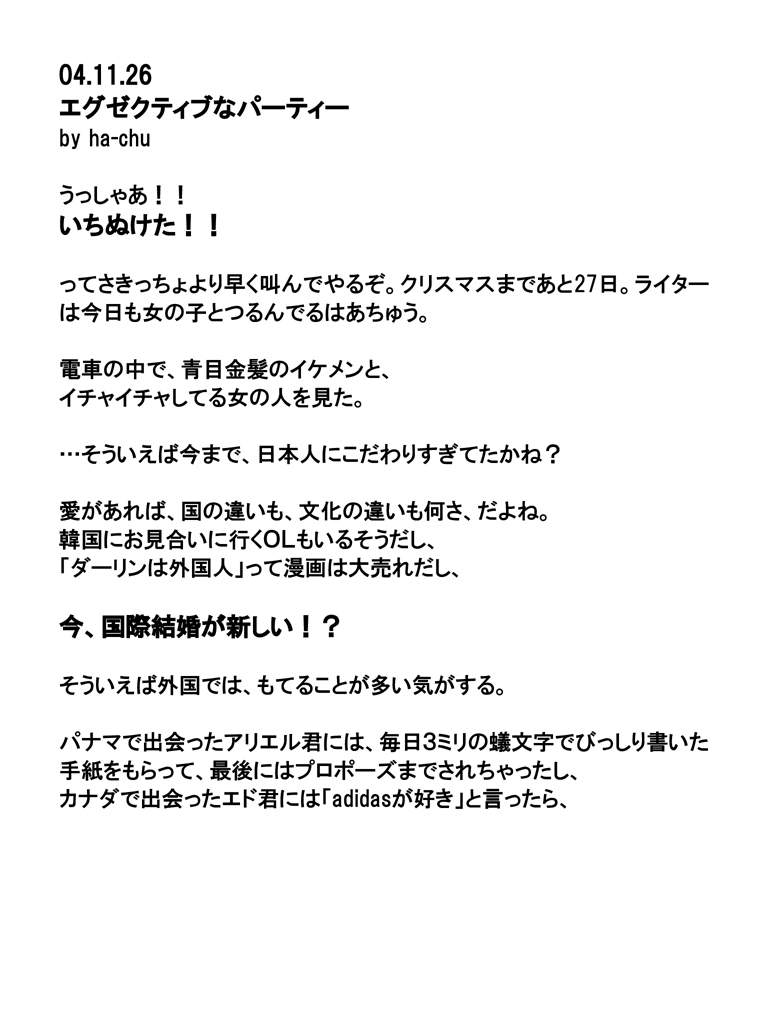 04.11.26
エグゼクティブなパーティー
by ha-chu
うっしゃあ！！
いちぬけた！！
ってさきっちょより早く叫んでやるぞ。クリスマスまであと27日。ライター
は今日も女の子とつるんでるはあちゅう。
電車の中で、青目金髪のイケメンと、
イチャイチャしてる女の人を見た。
…そういえば今まで、日本人にこだわりすぎてたかね？
愛があれば、国の違いも、文化の違いも何さ、だよね。
韓国にお見合いに行くＯＬもいるそうだし、
「ダーリンは外国人」って漫画は大売れだし、
今、国際結婚が新しい！？
そういえば外国では、もてることが多い気がする。
パナマで出会ったアリエル君には、毎日３ミリの蟻文字でびっしり書いた
手紙をもらって、最後にはプロポーズまでされちゃったし、
カナダで出会ったエド君には「adidasが好き」と言ったら、